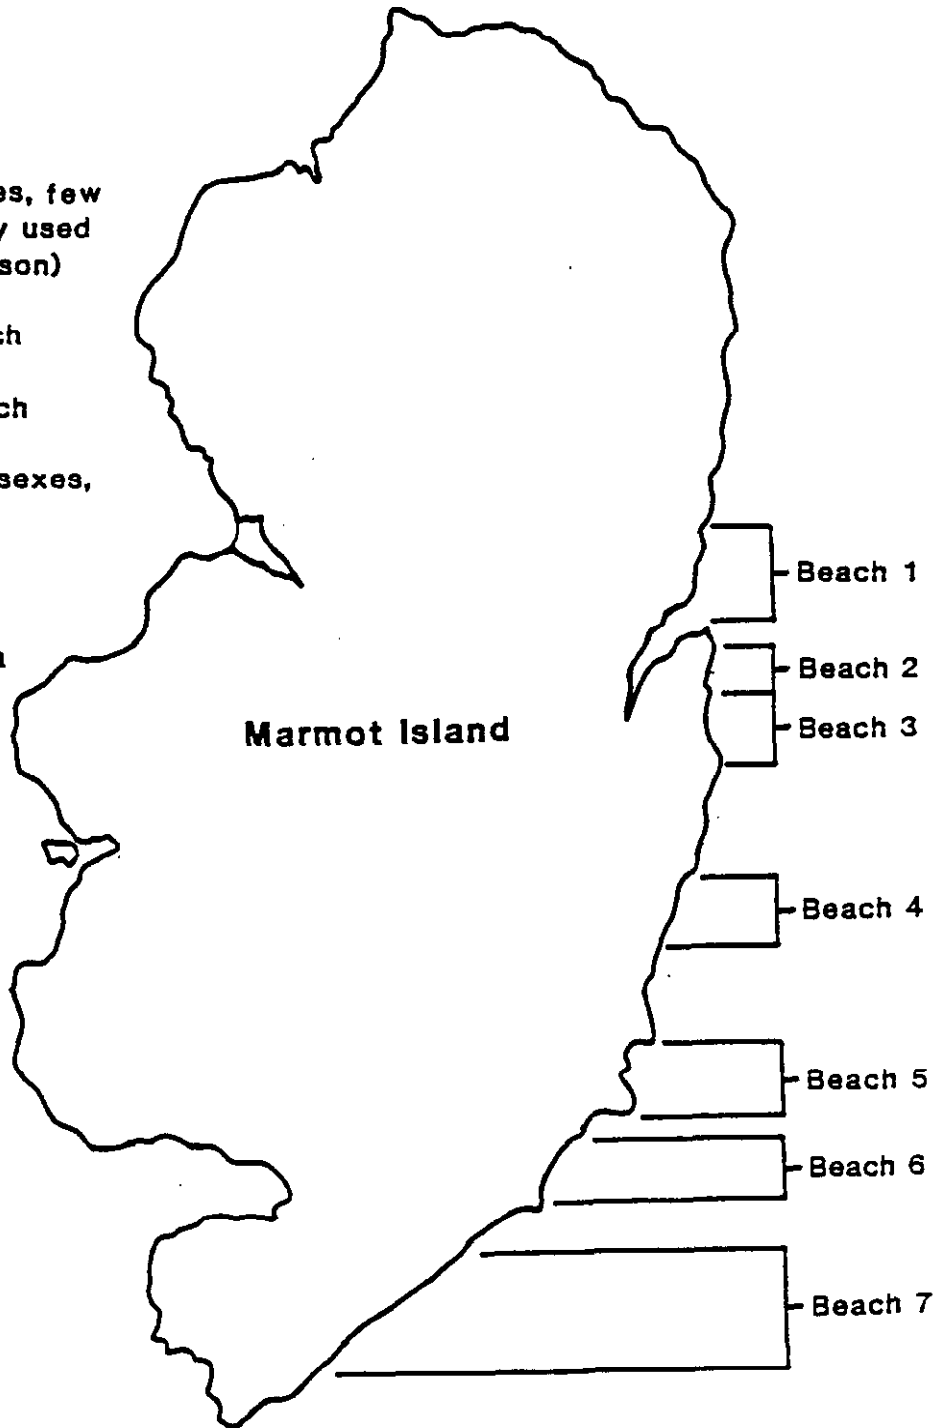 es, few
y used
son)
ch
ch
sexes,
Marmot Island
Beach 1
Beach 2
Beach 3
Beach 4
Beach 5
Beach 6
Beach 7